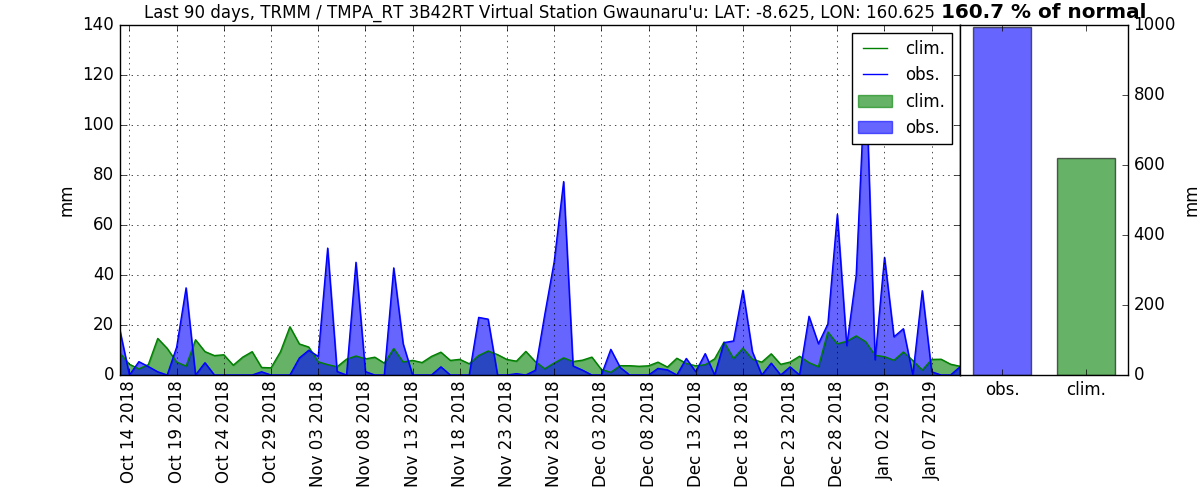 Last 90 days, TRMM / TMPA_RT 3B42RT Virtual Station Gwaunaru'u: LAT: -8.625, LON: 160.625 160.7 % of normal
140
120
100
80
60
40
20
0
mm
clim.
obs.
clim.
obs.
1000
800
600
400
200
0
mm
Oct 14 2018
Oct 19 2018
Oct 24 2018
Oct 29 2018
Nov 03 2018
Nov 08 2018
Nov 13 2018
Nov 18 2018
Nov 23 2018
Nov 28 2018
Dec 03 2018
Dec 08 2018
Dec 13 2018
Dec 18 2018
Dec 23 2018
Dec 28 2018
Jan 02 2019
Jan 07 2019
obs.
clim.